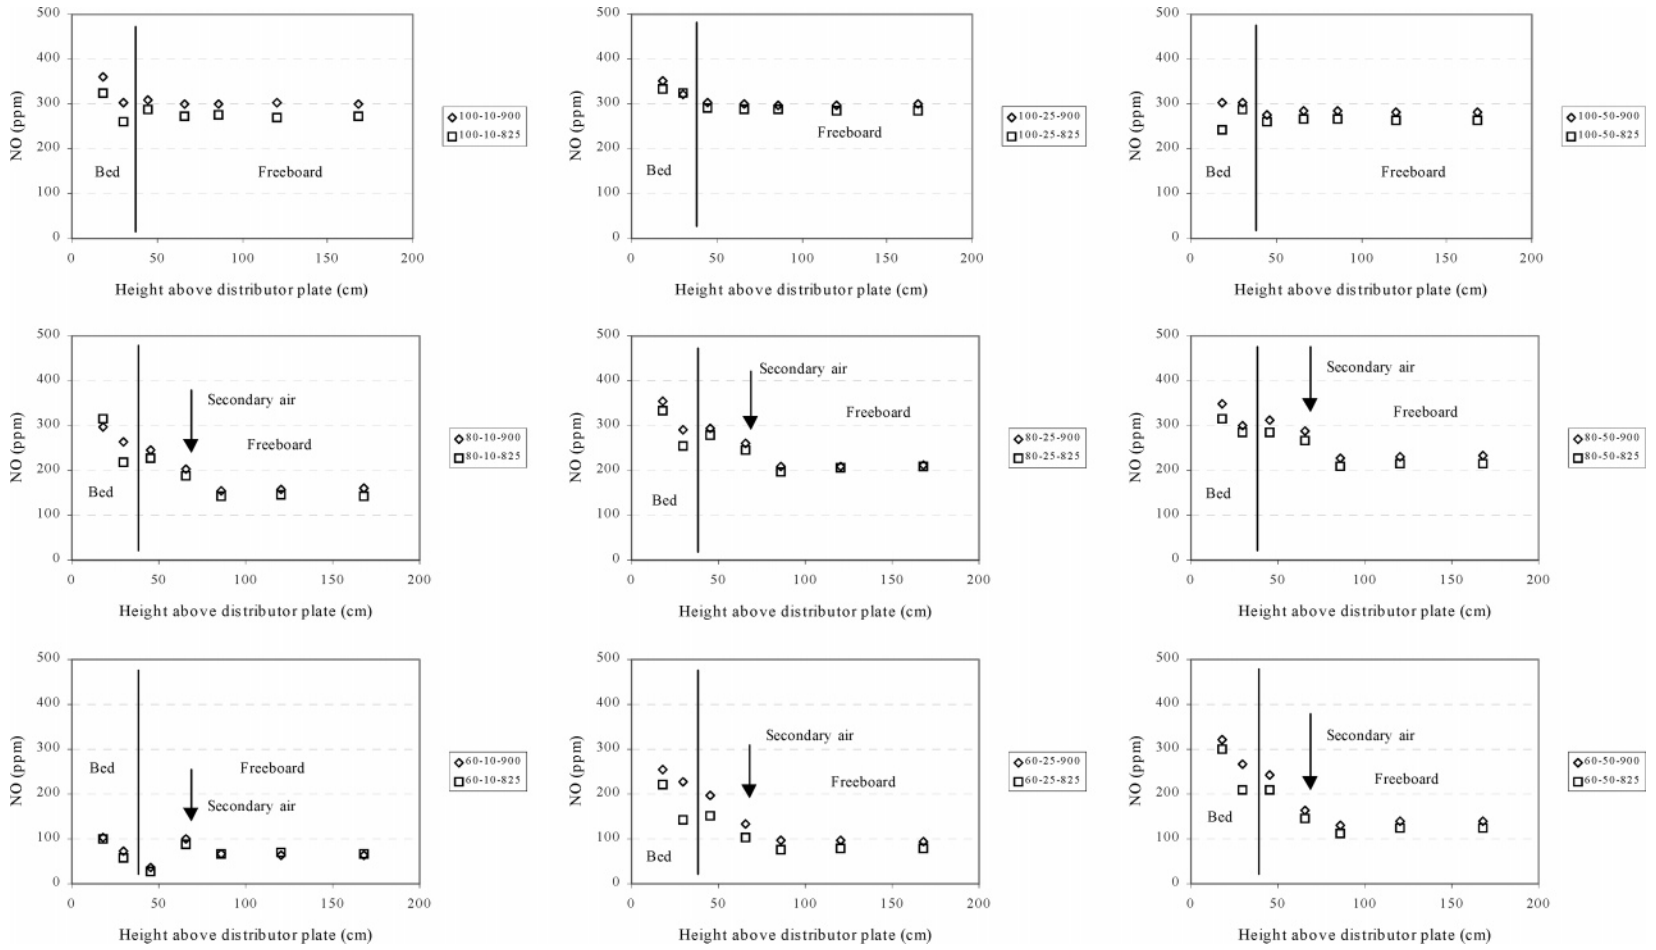 500
400
300
200
100
0
NO (ppm)
Bed
Freeboard
0
50
100
150
200
Height above distributor plate (cm)
100-10-900
100-10-825
500
400
300
200
100
0
NO (ppm)
Bed
Freeboard
0
50
100
150
200
Height above distributor plate (cm)
100-25-900
100-25-825
500
400
300
200
100
0
NO (ppm)
Bed
Freeboard
0
50
100
150
200
Height above distributor plate (cm)
100-50-900
100-50-825
500
400
300
200
100
0
NO (ppm)
Secondary air
Freeboard
Bed
0
50
100
150
200
Height above distributor plate (cm)
80-10-900
80-10-825
500
400
300
200
100
0
NO (ppm)
Secondary air
Freeboard
Bed
0
50
100
150
200
Height above distributor plate (cm)
80-25-900
80-25-825
500
400
300
200
100
0
NO (ppm)
Secondary air
Freeboard
Bed
0
50
100
150
200
Height above distributor plate (cm)
80-50-900
80-50-825
500
400
300
200
100
0
NO (ppm)
Bed
Freeboard
Secondary air
0
50
100
150
200
Height above distributor plate (cm)
60-10-900
60-10-825
500
400
300
200
100
0
NO (ppm)
Secondary air
Freeboard
Bed
0
50
100
150
200
Height above distributor plate (cm)
60-25-900
60-25-825
500
400
300
200
100
0
NO (ppm)
Secondary air
Freeboard
Bed
0
50
100
150
200
Height above distributor plate (cm)
60-50-900
60-50-825